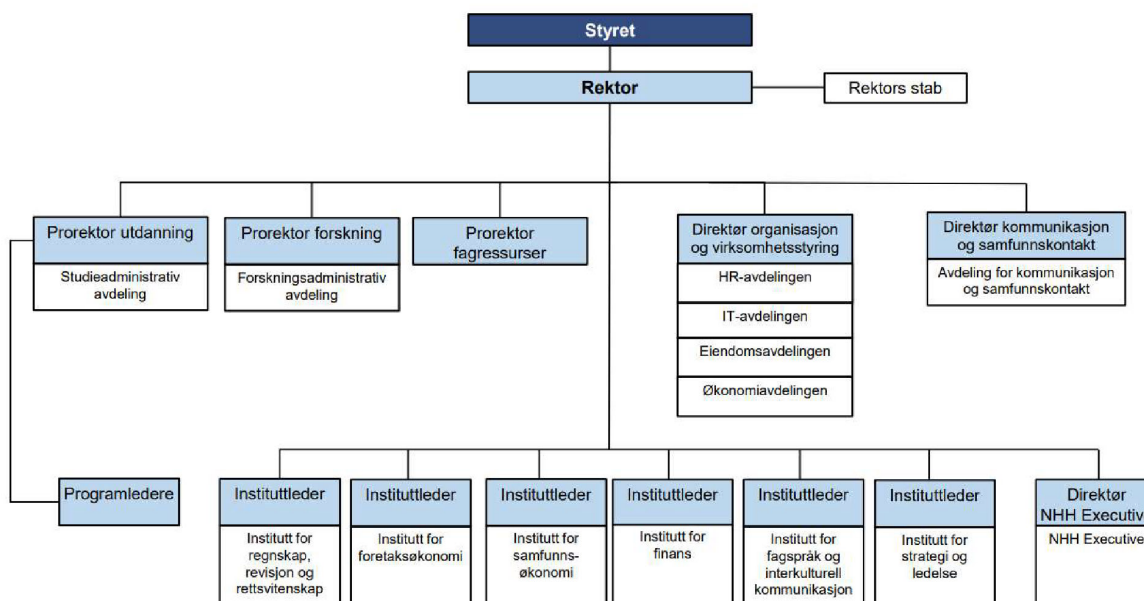 Styret
Rektor
Rektors stab
Prorektor utdanning
Studieadministrativ
avdeling
Prorektor forskning
Forskningsadministrativ
avdeling
Prorektor
fagressurser
Direktør organisasjon
og virksomhetsstyring
HR-avdelingen
IT-avdelingen
Eiendomsavdelingen
Økonomiavdelingen
Direktør kommunikasjon
og samfunnskontakt
Avdeling for kommunikasjon
og samfunnskontakt
Programledere
Instituttleder
Institutt for
regnskap,
revisjon og
rettsvitenskap
Instituttleder
Institutt for
foretaksøkonomi
Instituttleder
Institutt for
samfunns-
økonomi
Instituttleder
Institutt for
finans
Instituttleder
Institutt for
fagspråk og
interkulturell
kommunikasjon
Instituttleder
Institutt for
strategi og
ledelse
Direktør
NHH Executive
NHH Executive